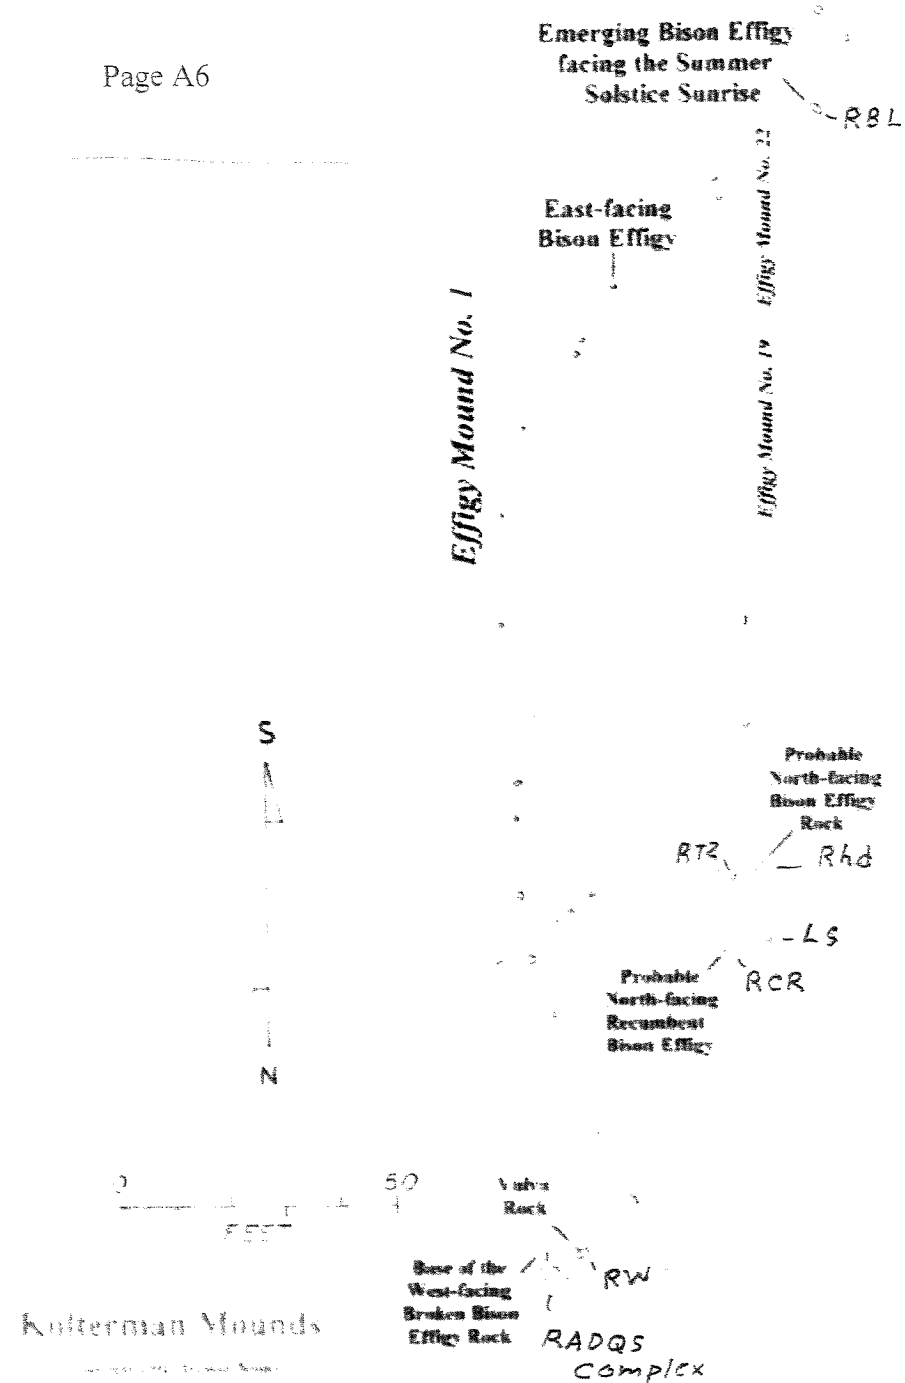 Page A6
Emerging Bison Effigy
facing the Summer
Solstice Sunrise
RBL
East-facing
Bison Effigy
Effigy Mound No. 22
Effigy Mound No. 1
Effigy Mound No. 19
S
N
Probable
North-facing
Bison Effigy
Rock
RT2
Rhd
LS
RCR
Probable
North-facing
Recumbent
Bison Effigy
0
50
Vulva
Rock
RW
Base of the
West-facing
Broken Bison
Effigy Rock
RADQS
Complex
Kolterman Mounds